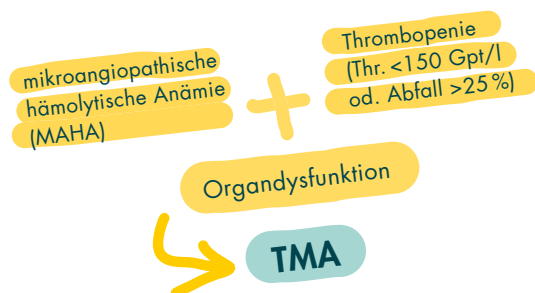 mikroangiopathische
hämolytische Anämie
(MAHA)
+
Thrombopenie
(Thr. <150 Gpt/l
od. Abfall >25 %)
Organdysfunktion
TMA